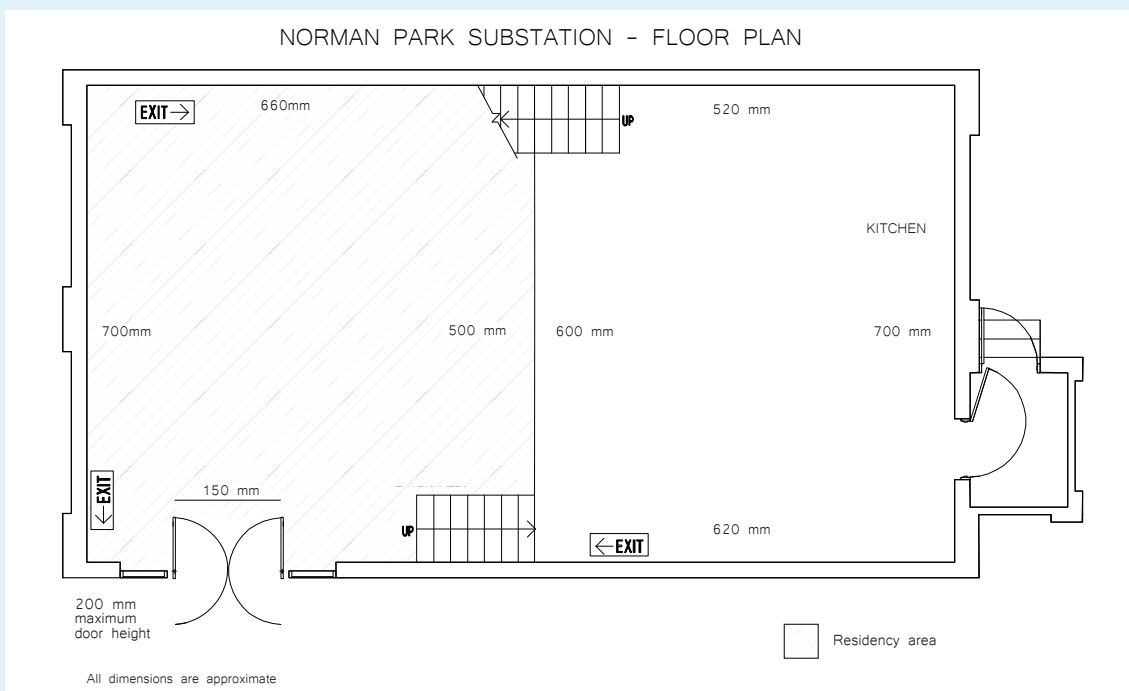 NORMAN PARK SUBSTATION - FLOOR PLAN
EXIT
660mm
UP
520 mm
KITCHEN
700mm
500 mm
600 mm
700 mm
EXIT
150 mm
UP
EXIT
620 mm
200 mm
maximum
door height
Residency area
All dimensions are approximate